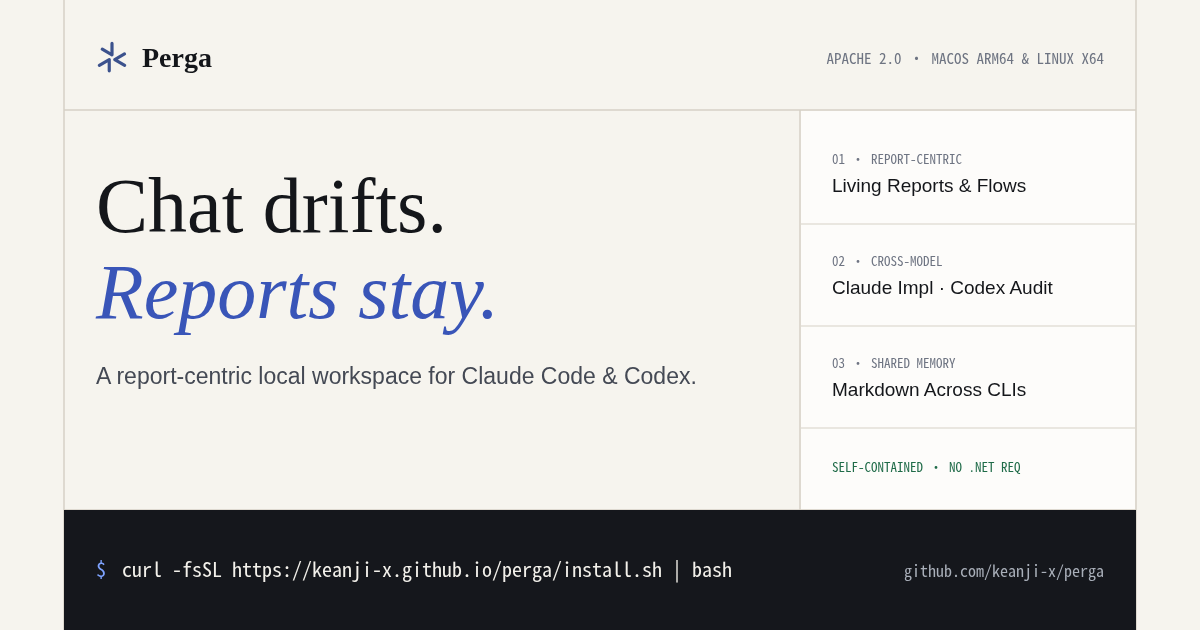 Perga
APACHE 2.0 • MACOS ARM64 & LINUX X64
Chat drifts.
Reports stay.
A report-centric local workspace for Claude Code & Codex.
01 • REPORT-CENTRIC
Living Reports & Flows
02 • CROSS-MODEL
Claude Impl · Codex Audit
03 • SHARED MEMORY
Markdown Across CLIs
SELF-CONTAINED • NO .NET REQ
$ curl -fsSL https://keanji-x.github.io/perga/install.sh | bash
github.com/keanji-x/perga